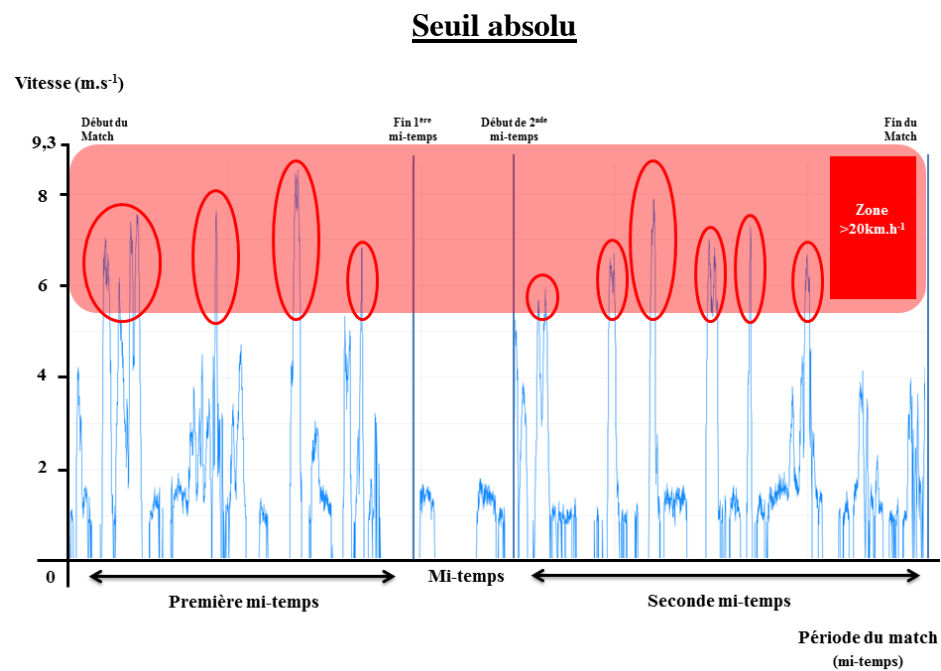 Seuil absolu
Vitesse (m.s-1)
Début du
Match
Fin 1ère
mi-temps
Début de 2nde
mi-temps
Fin du
Match
9,3
8
Zone
>20km.h-1
6
4
2
0
Mi-temps
Première mi-temps
Seconde mi-temps
Période du match
(mi-temps)